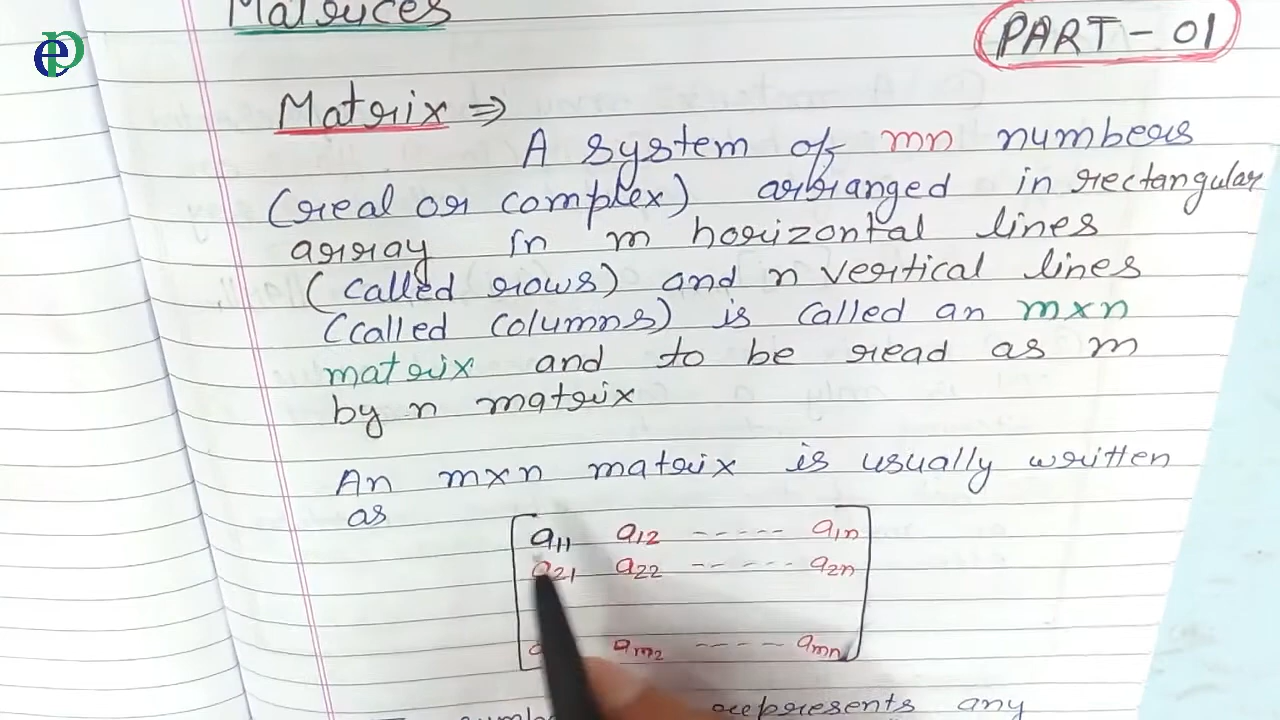 Matrices
PART - 01
ep
Matrix ⇒
A system of mn numbers
(real or complex) arranged in rectangular
array in m horizontal lines
(called rows) and n vertical lines
(called columns) is called an m×n
matrix and to be read as m
by n matrix
An m×n matrix is usually written
as
a11 a12 ----- a1n
a21 a22 ----- a2n
am2 ----- amn
represents any